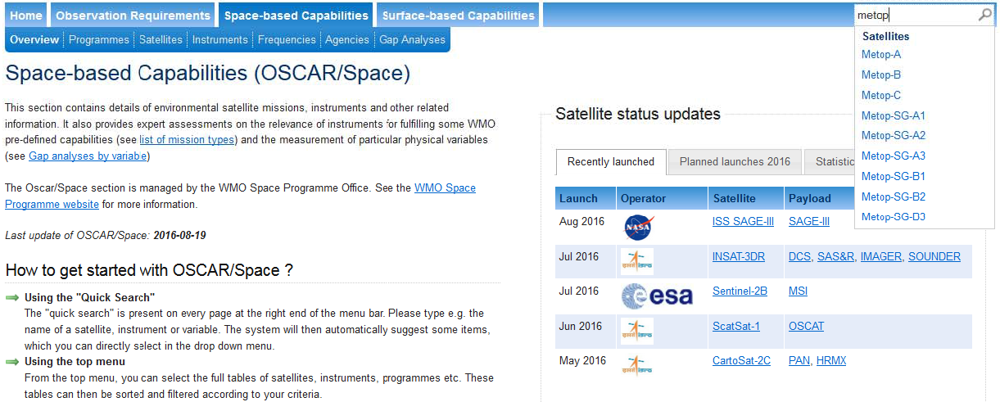 Home Observation Requirements Space-based Capabilities Surface-based Capabilities
metop
Overview Programmes Satellites Instruments Frequencies Agencies Gap Analyses
Satellites
Metop-A
Metop-B
Metop-C
Metop-SG-A1
Metop-SG-A2
Metop-SG-A3
Metop-SG-B1
Metop-SG-B2
Metop-SG-B3
Space-based Capabilities (OSCAR/Space)
This section contains details of environmental satellite missions, instruments and other related
information. It also provides expert assessments on the relevance of instruments for fulfilling some WMO
pre-defined capabilities (see list of mission types) and the measurement of particular physical variables
(see Gap analyses by variable)
The Oscar/Space section is managed by the WMO Space Programme Office. See the WMO Space
Programme website for more information.
Last update of OSCAR/Space: 2016-08-19
How to get started with OSCAR/Space ?
Using the "Quick Search"
The "quick search" is present on every page at the right end of the menu bar. Please type e.g. the
name of a satellite, instrument or variable. The system will then automatically suggest some items,
which you can directly select in the drop down menu.
Using the top menu
From the top menu, you can select the full tables of satellites, instruments, programmes etc. These
tables can then be sorted and filtered according to your criteria.
Satellite status updates
Recently launched Planned launches 2016 Statistic
Launch Operator Satellite Payload
Aug 2016 NASA ISS SAGE-III SAGE-III
Jul 2016 INSAT-3DR DCS, SAS&R, IMAGER, SOUNDER
Jul 2016 esa Sentinel-2B MSI
Jun 2016 ScatSat-1 OSCAT
May 2016 CartoSat-2C PAN, HRMX